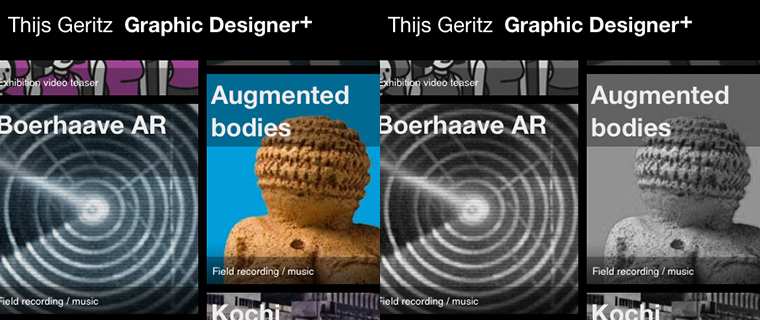 Thijs Geritz Graphic Designer+
Exhibition video teaser
Augmented
bodies
Boerhaave AR
Field recording / music
Field recording / music
Kochi
Thijs Geritz Graphic Designer+
Exhibition video teaser
Augmented
bodies
Boerhaave AR
Field recording / music
Field recording / music
Kochi